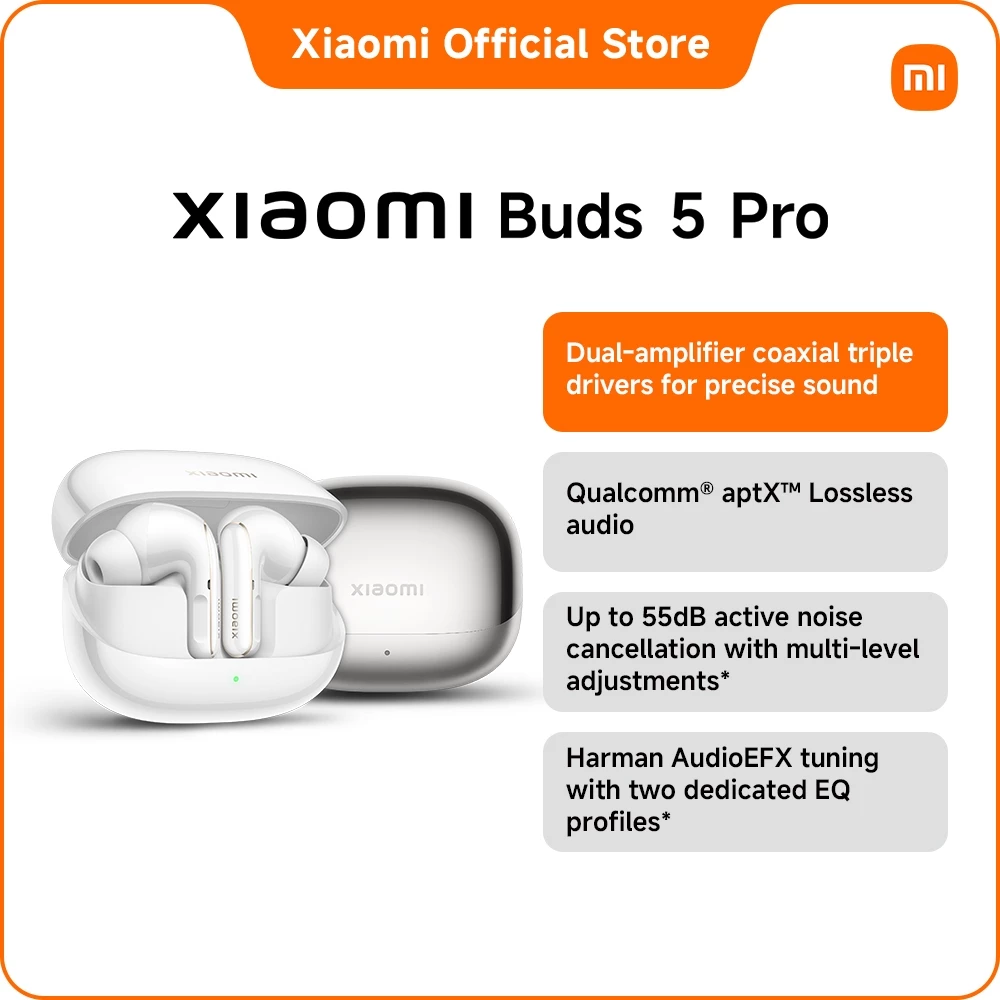 Xiaomi Official Store
mi
xiaomi Buds 5 Pro
Dual-amplifier coaxial triple
drivers for precise sound
Qualcomm® aptX™ Lossless
audio
Up to 55dB active noise
cancellation with multi-level
adjustments*
Harman AudioEFX tuning
with two dedicated EQ
profiles*
xiaomi
xiaomi
xiaomi
xiaomi